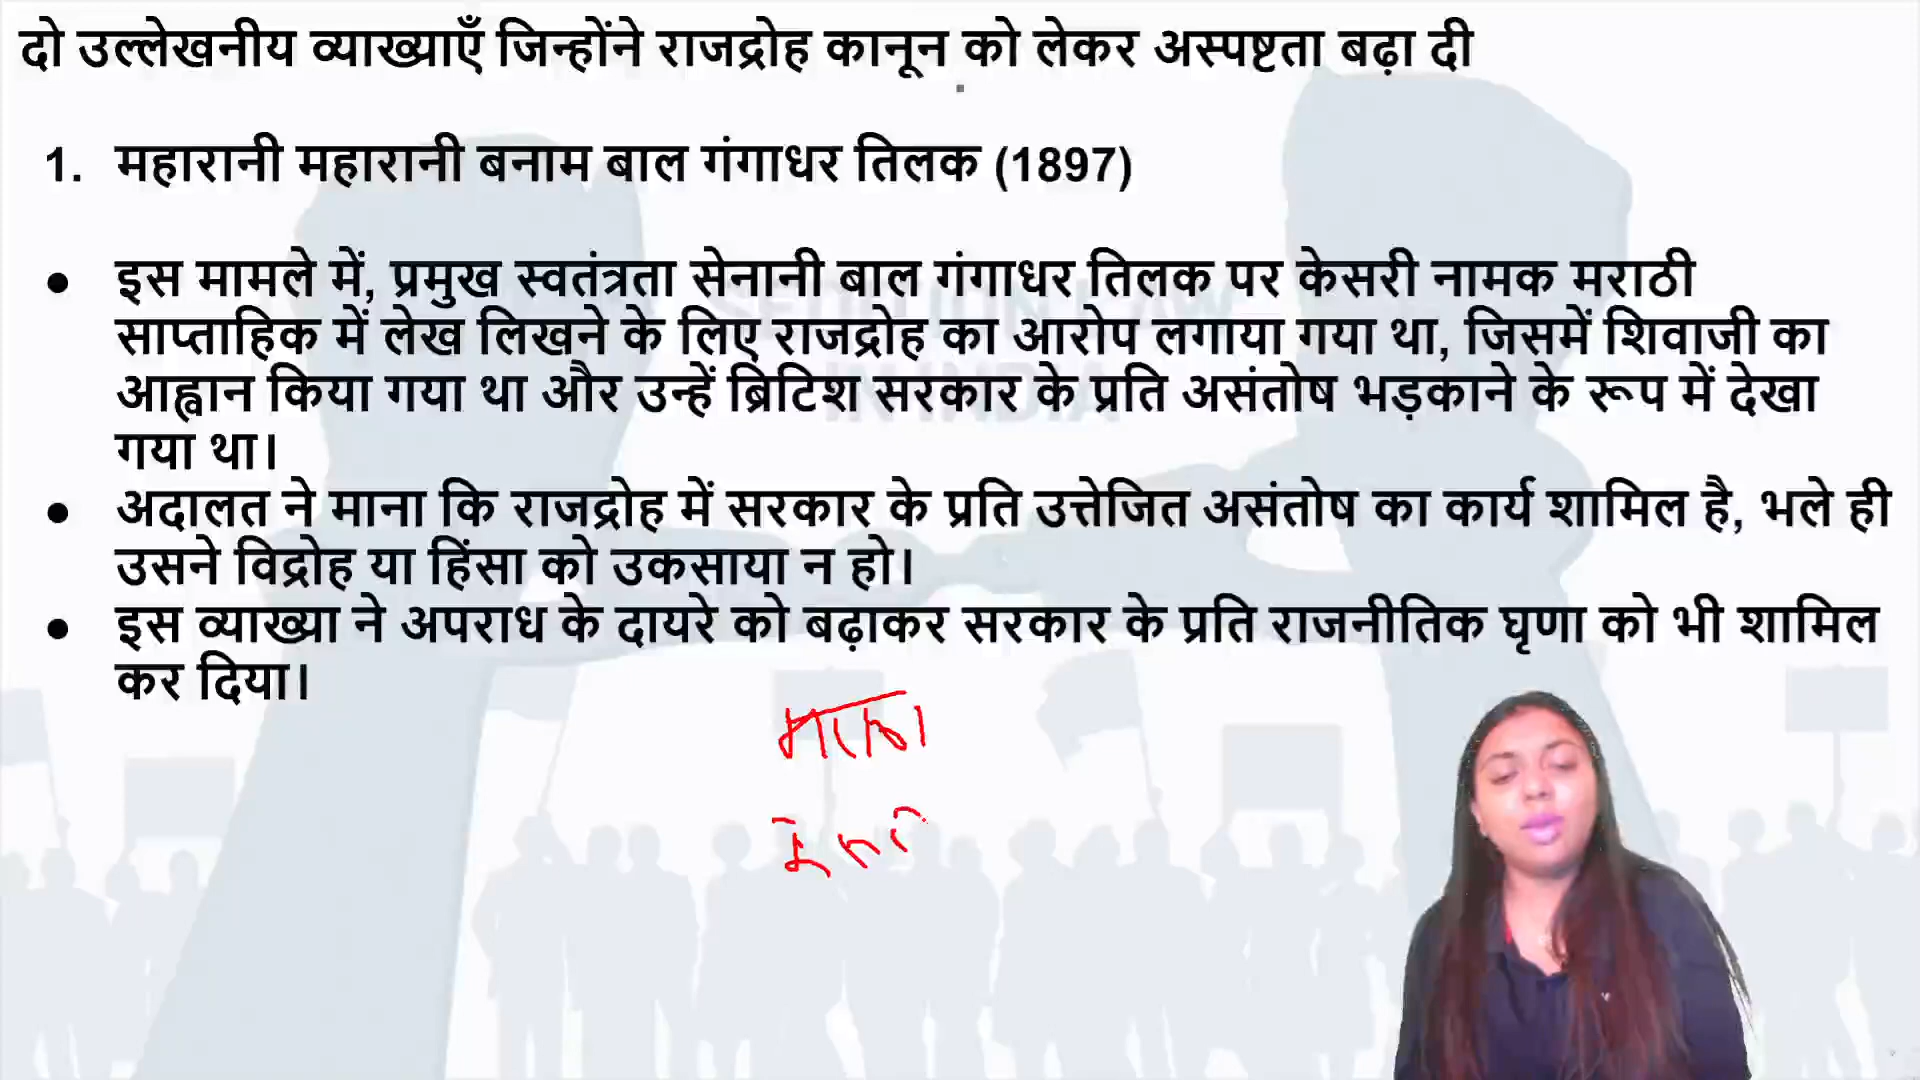 दो उल्लेखनीय व्याख्याएँ जिन्होंने राजद्रोह कानून को लेकर अस्पष्टता बढ़ा दी
1. महारानी महारानी बनाम बाल गंगाधर तिलक (1897)
● इस मामले में, प्रमुख स्वतंत्रता सेनानी बाल गंगाधर तिलक पर केसरी नामक मराठी
साप्ताहिक में लेख लिखने के लिए राजद्रोह का आरोप लगाया गया था, जिसमें शिवाजी का
आह्वान किया गया था और उन्हें ब्रिटिश सरकार के प्रति असंतोष भड़काने के रूप में देखा
गया था।
● अदालत ने माना कि राजद्रोह में सरकार के प्रति उत्तेजित असंतोष का कार्य शामिल है, भले ही
उसने विद्रोह या हिंसा को उकसाया न हो।
● इस व्याख्या ने अपराध के दायरे को बढ़ाकर सरकार के प्रति राजनीतिक घृणा को भी शामिल
कर दिया।